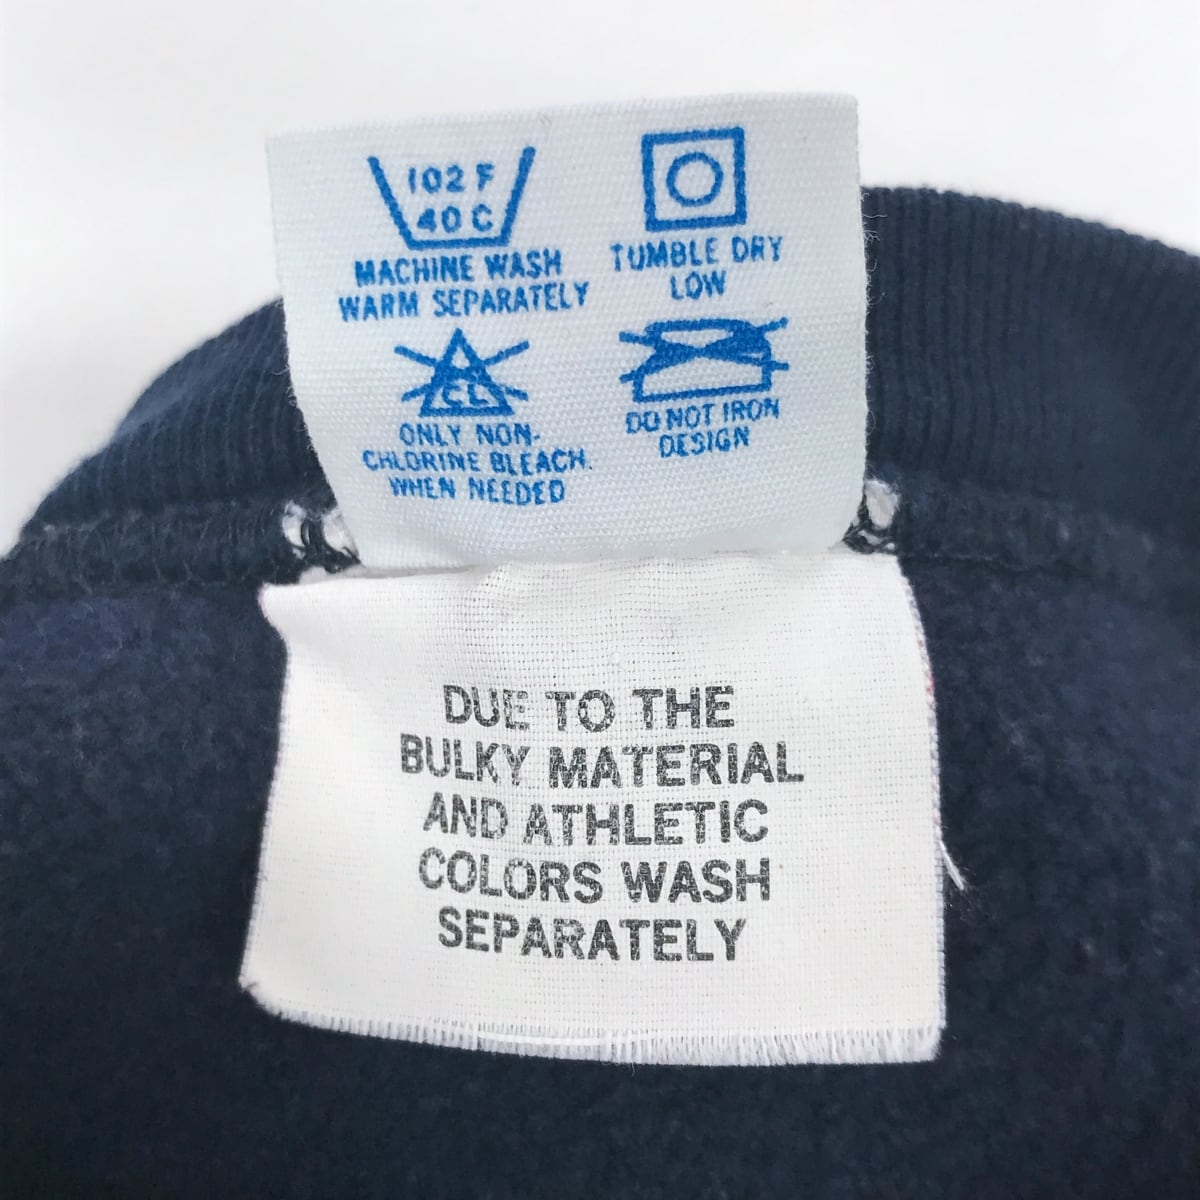 102 F
40 C
MACHINE WASH
WARM SEPARATELY
TUMBLE DRY
LOW
CL
ONLY NON-
CHLORINE BLEACH.
WHEN NEEDED
DO NOT IRON
DESIGN
DUE TO THE
BULKY MATERIAL
AND ATHLETIC
COLORS WASH
SEPARATELY